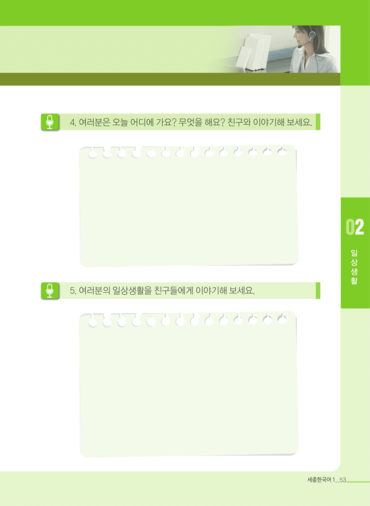 4. 여러분은 오늘 어디에 가요? 무엇을 해요? 친구와 이야기해 보세요.
02
일상생활
5. 여러분의 일상생활을 친구들에게 이야기해 보세요.
세종한국어 1_ 53